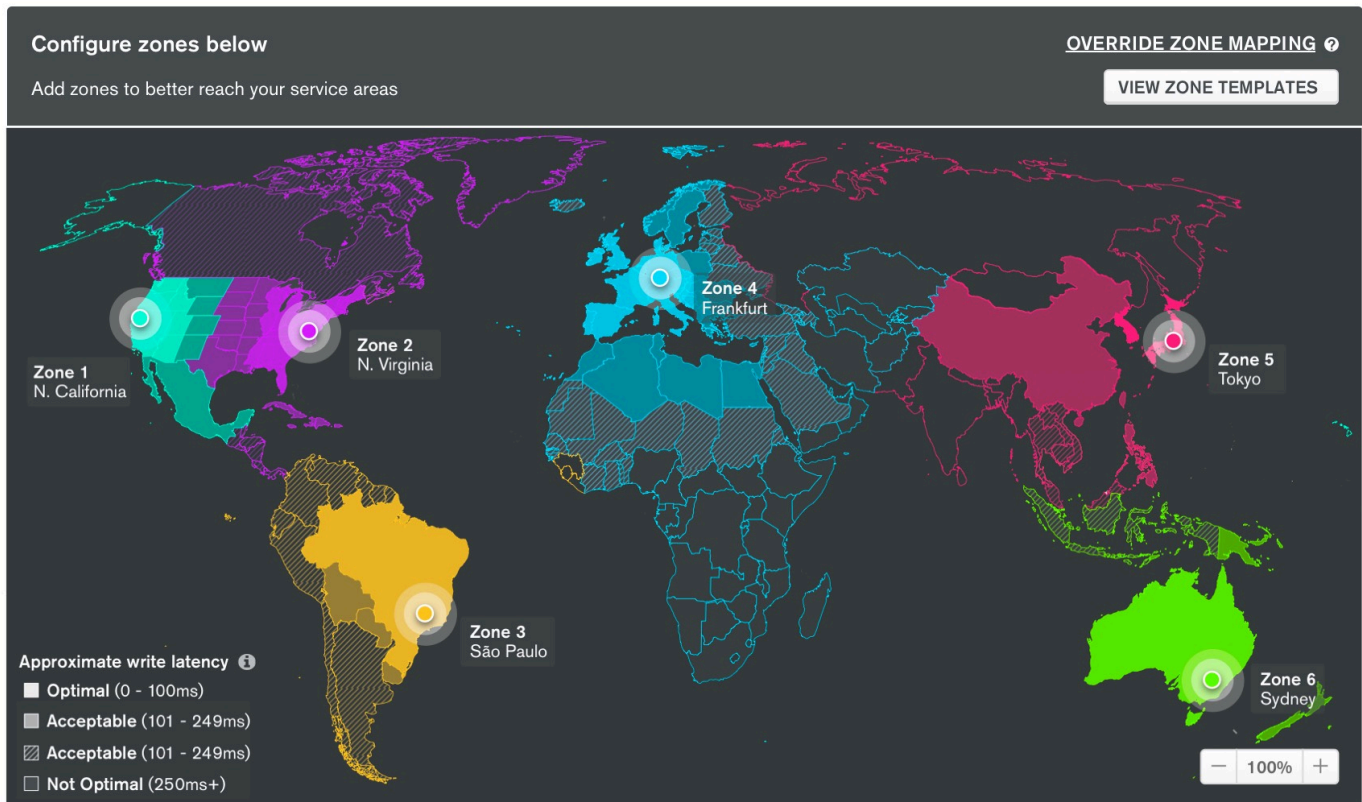 Configure zones below
OVERRIDE ZONE MAPPING ?
Add zones to better reach your service areas
VIEW ZONE TEMPLATES
Zone 4
Frankfurt
Zone 2
N. Virginia
Zone 1
N. California
Zone 5
Tokyo
Zone 3
São Paulo
Zone 6
Sydney
Approximate write latency i
Optimal (0 - 100ms)
Acceptable (101 - 249ms)
Acceptable (101 - 249ms)
Not Optimal (250ms+)
− 100% +